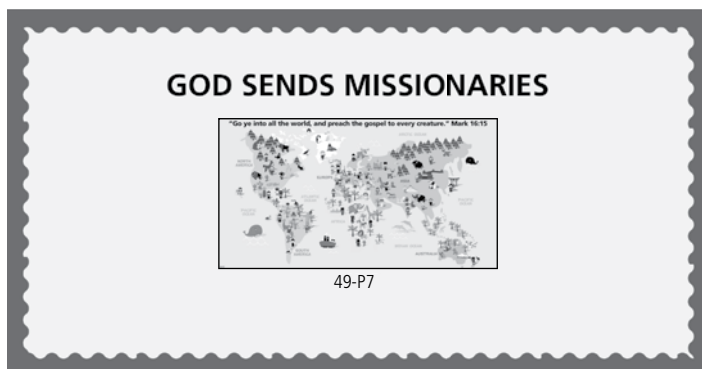 GOD SENDS MISSIONARIES
"Go ye into all the world, and preach the gospel to every creature." Mark 16:15
NORTH AMERICA
EUROPE
ASIA
AFRICA
SOUTH AMERICA
AUSTRALIA
49-P7